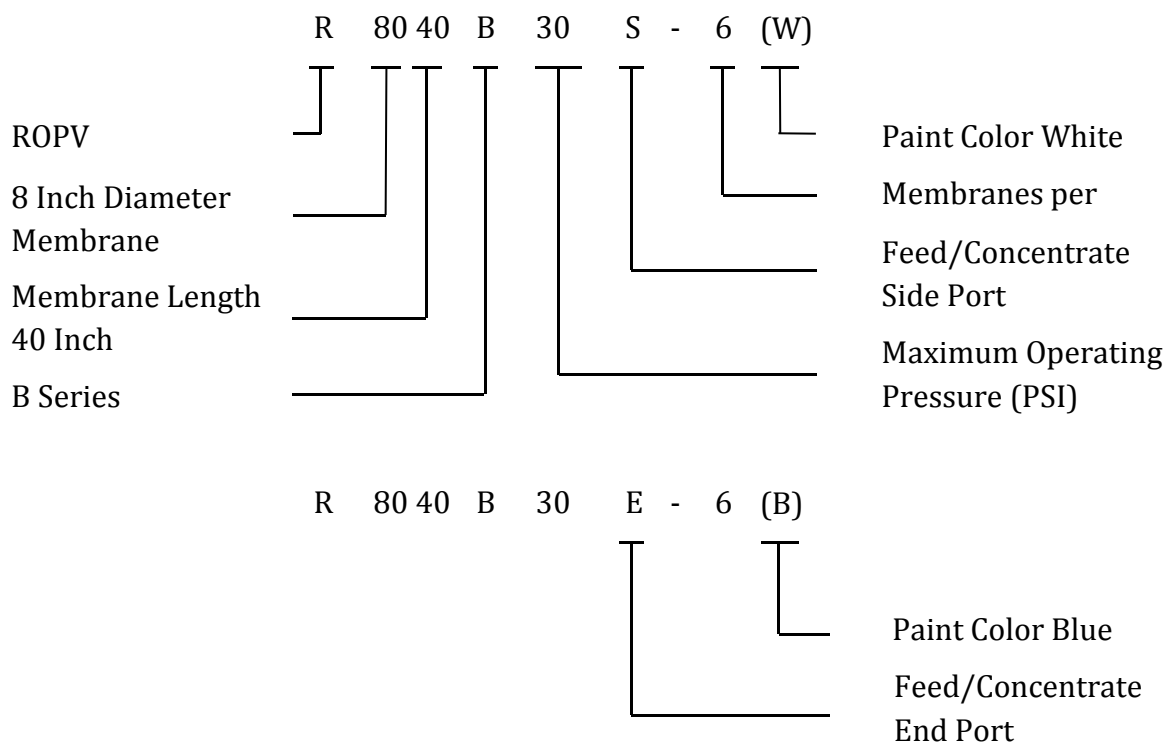 R 80 40 B 30 S - 6 (W)
ROPV
8 Inch Diameter
Membrane
Membrane Length
40 Inch
B Series
Paint Color White
Membranes per
Feed/Concentrate
Side Port
Maximum Operating
Pressure (PSI)
R 80 40 B 30 E - 6 (B)
Paint Color Blue
Feed/Concentrate
End Port